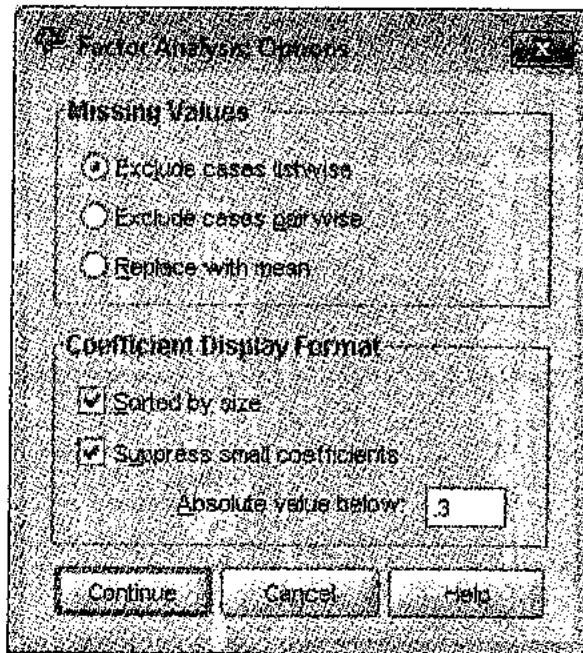 Factor Analysis: Options
Missing Values
Exclude cases listwise
Exclude cases pairwise
Replace with mean
Coefficient Display Format
Sorted by size
Suppress small coefficients
Absolute value below: .3
Continue Cancel Help